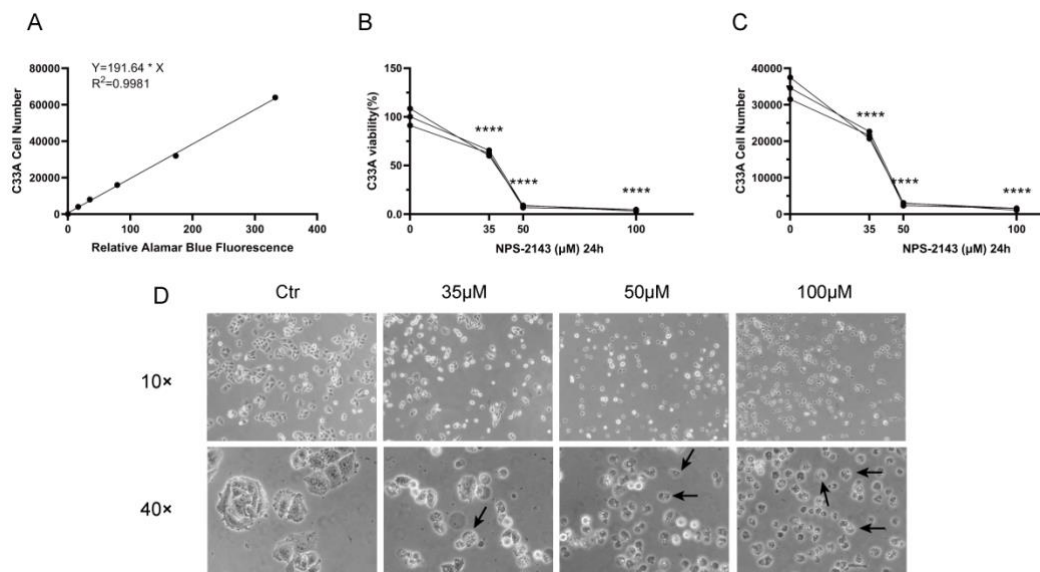 A
Y=191.64 * X
R²=0.9981
C33A Cell Number
80000
60000
40000
20000
0
0
100
200
300
400
Relative Alamar Blue Fluorescence
B
C33A viability(%)
150
100
50
0.0
****
****
****
0
35
50
100
NPS-2143 (μM) 24h
C
C33A Cell Number
40000
30000
20000
10000
0
****
****
****
0
35
50
100
NPS-2143 (μM) 24h
D
Ctr
35μM
50μM
100μM
10×
40×